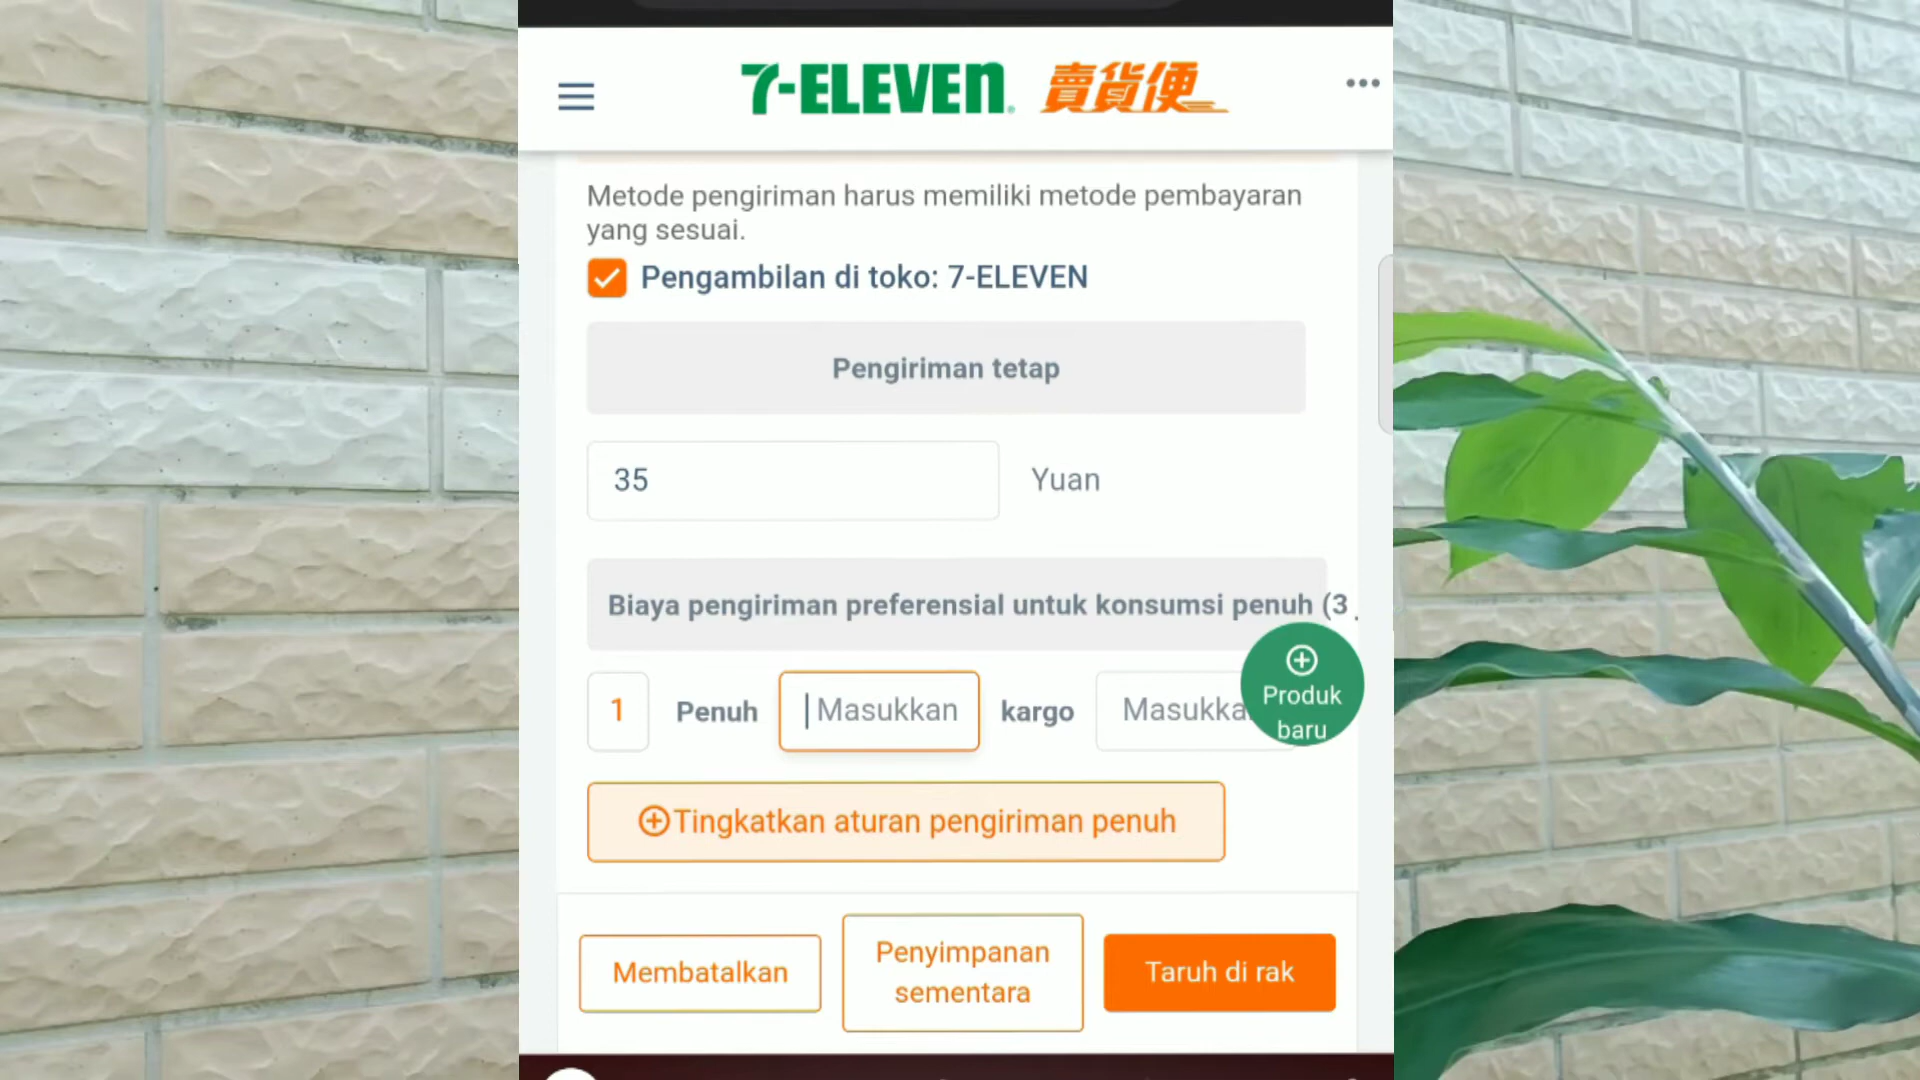 7-ELEVEN 賣貨便
Metode pengiriman harus memiliki metode pembayaran
yang sesuai.
Pengambilan di toko: 7-ELEVEN
Pengiriman tetap
35 Yuan
Biaya pengiriman preferensial untuk konsumsi penuh (3
1 Penuh Masukkan kargo Masukka
Produk
baru
Tingkatkan aturan pengiriman penuh
Membatalkan
Penyimpanan
sementara
Taruh di rak